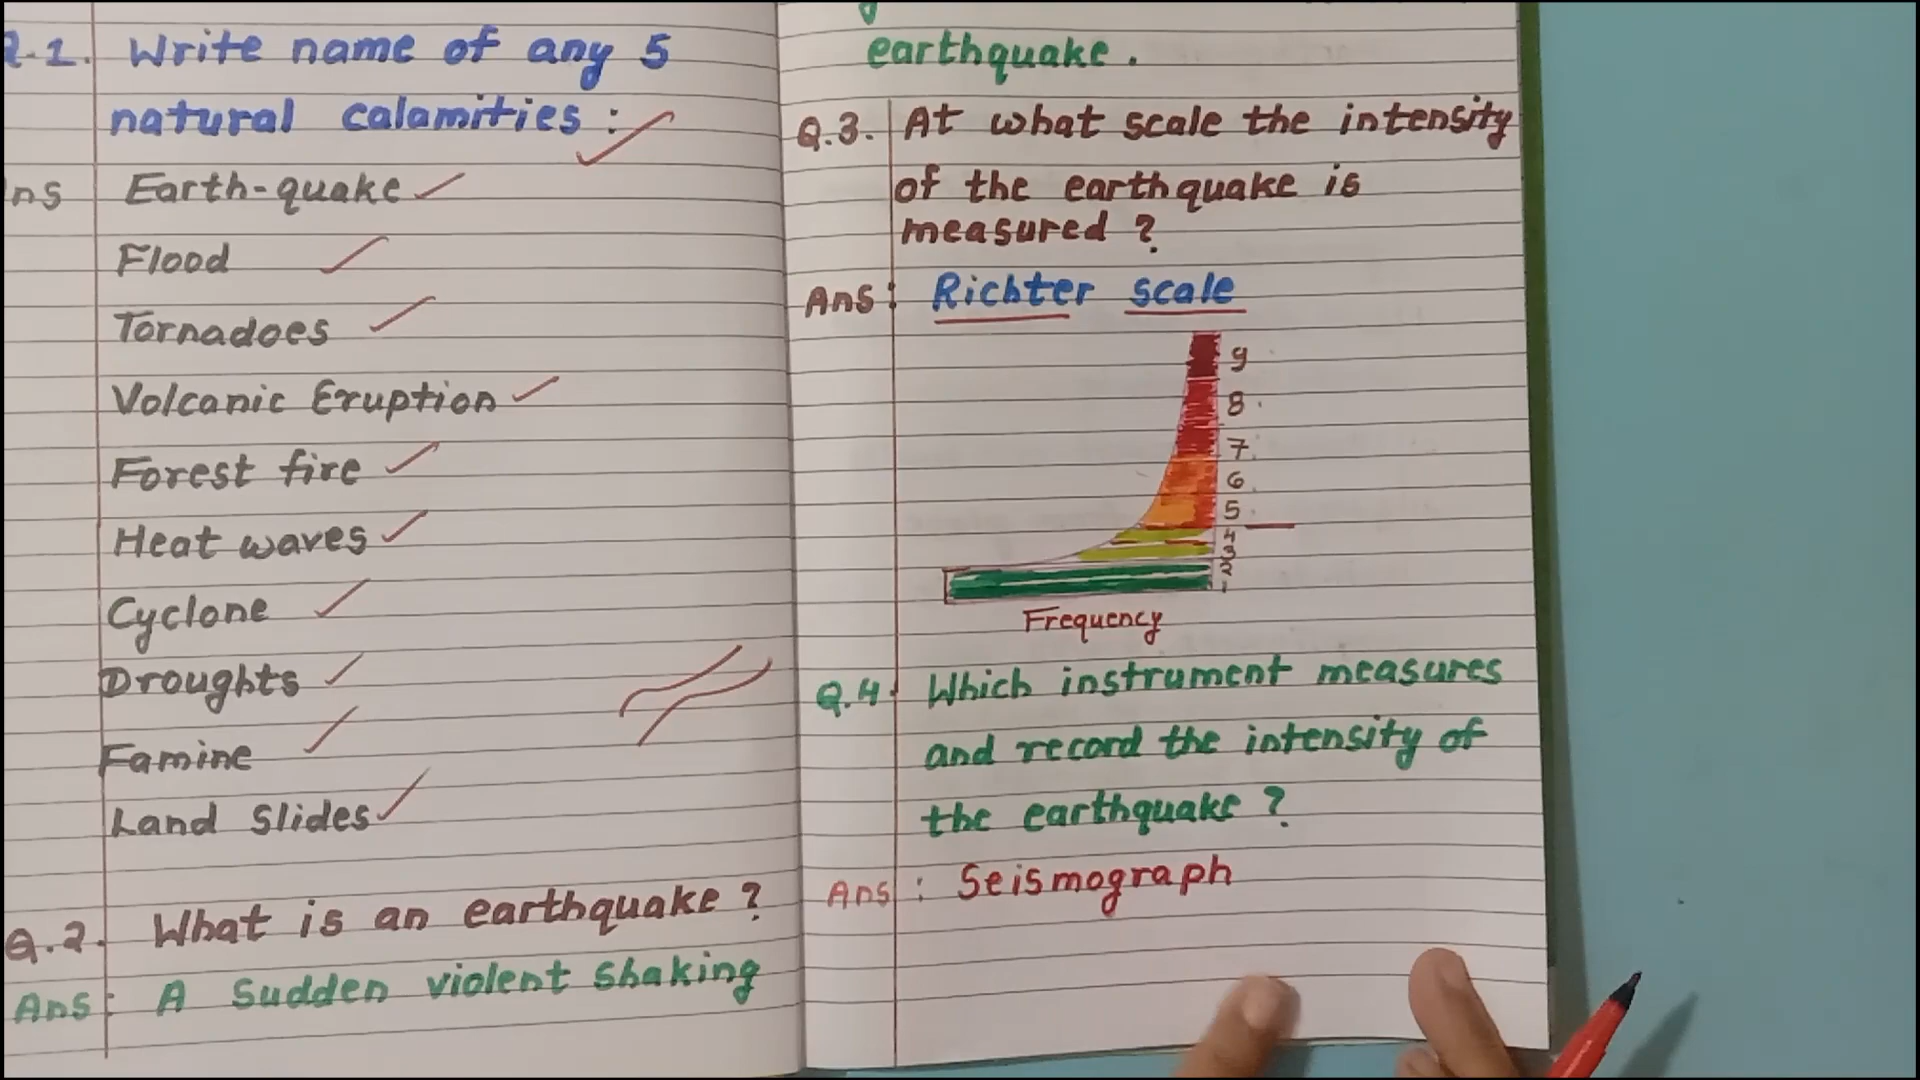 Q.1. Write name of any 5
natural calamities :
Ans Earth-quake
Flood
Tornadoes
Volcanic Eruption
Forest fire
Heat waves
Cyclone
Droughts
Famine
Land Slides
Q.2. What is an earthquake ?
Ans : A Sudden violent shaking
earthquake .
Q.3. At what scale the intensity
of the earthquake is
measured ?
Ans : Richter scale
9
8
7
6
5
4
3
2
1
Frequency
Q.4 Which instrument measures
and record the intensity of
the earthquake ?
Ans : Seismograph